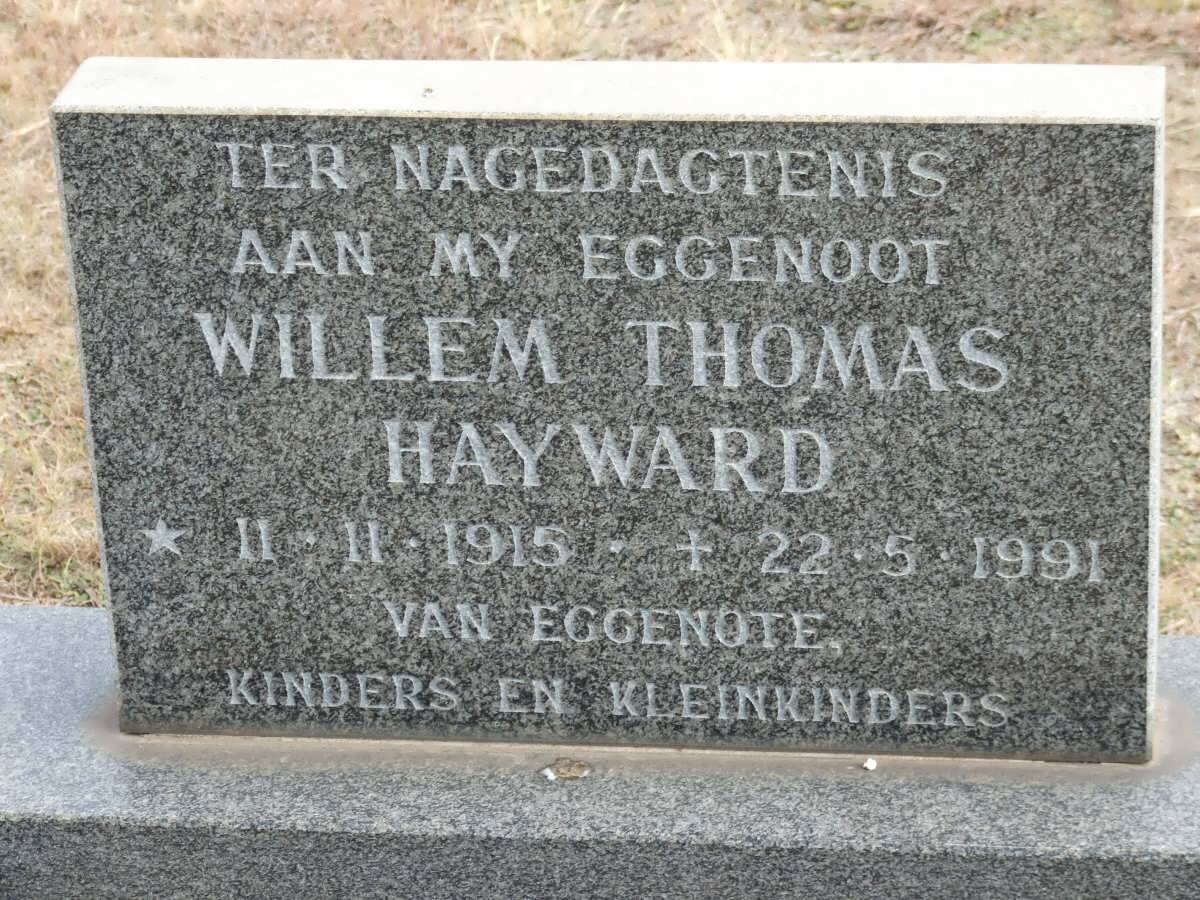 TER NAGEDAGTENIS
AAN MY EGGENOOT
WILLEM THOMAS
HAYWARD
★ 11 · 11 · 1915 · ✝ 22 · 5 · 1991
VAN EGGENOTE,
KINDERS EN KLEINKINDERS